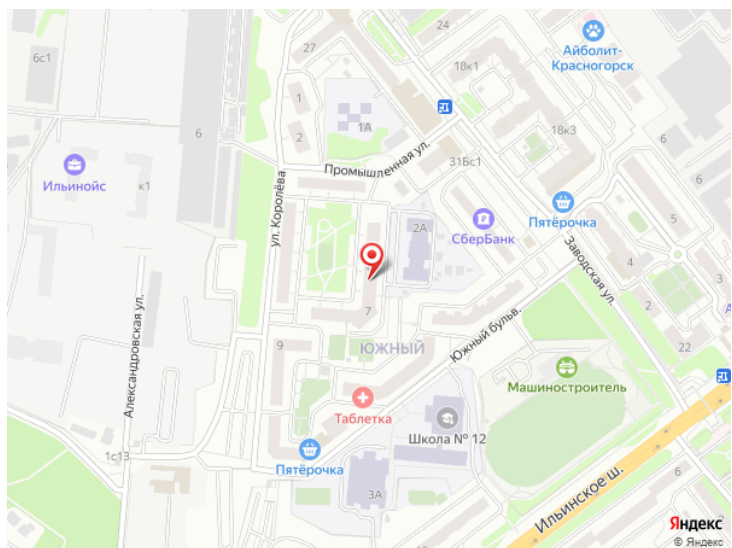 24
27
6с1
18к1
Айболит-
Красногорск
1
1А
6
2
18к3
6
6
Промышленная ул.
31Бс1
Ильинойс
к1
ул. Королёва
Пятёрочка
5
2А
СберБанк
Заводская ул.
4
Александровская ул.
2
7
Южный бульв.
9
ЮЖНЫЙ
22
Машиностроитель
Таблетка
Школа № 12
1с13
Пятёрочка
3А
Ильинское ш.
6
Яндекс
© Яндекс